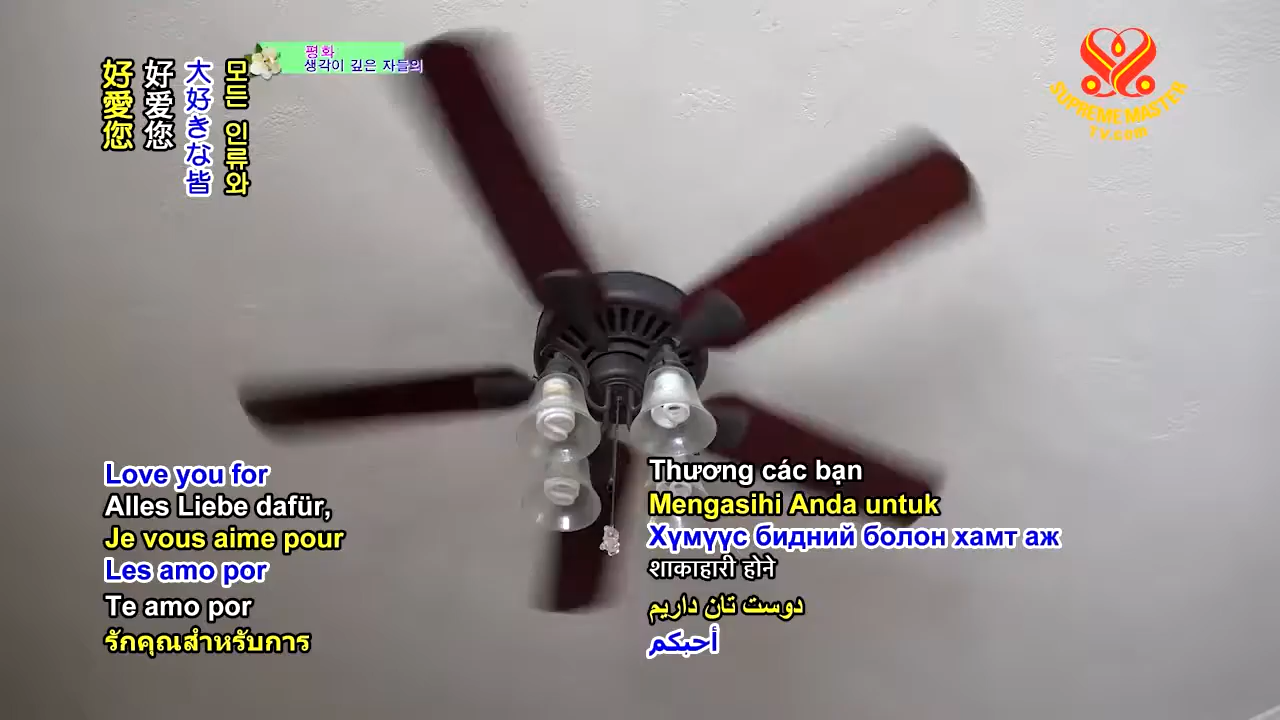 평화
생각이 깊은 자들의
SUPREME MASTER
TV.com
好愛您
好爱您
大好きな皆
모든 인류와
Love you for
Alles Liebe dafür,
Je vous aime pour
Les amo por
Te amo por
รักคุณสำหรับการ
Thương các bạn
Mengasihi Anda untuk
Хүмүүс бидний болон хамт аж
शाकाहारी होने
دوست تان داریم
أحبكم